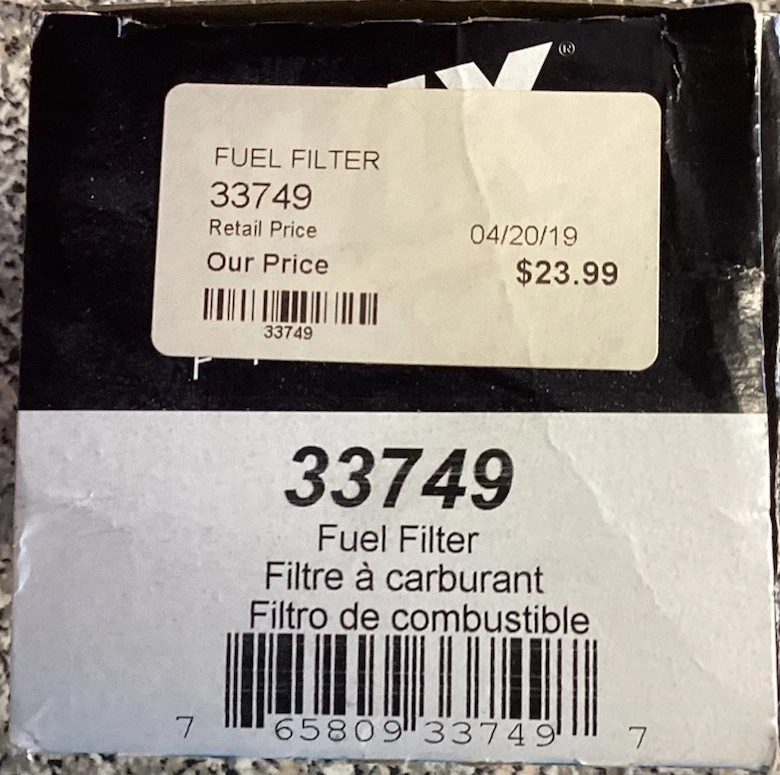 ®
FUEL FILTER
33749
Retail Price 04/20/19
Our Price $23.99
33749
33749
Fuel Filter
Filtre à carburant
Filtro de combustible
7 65809 33749 7